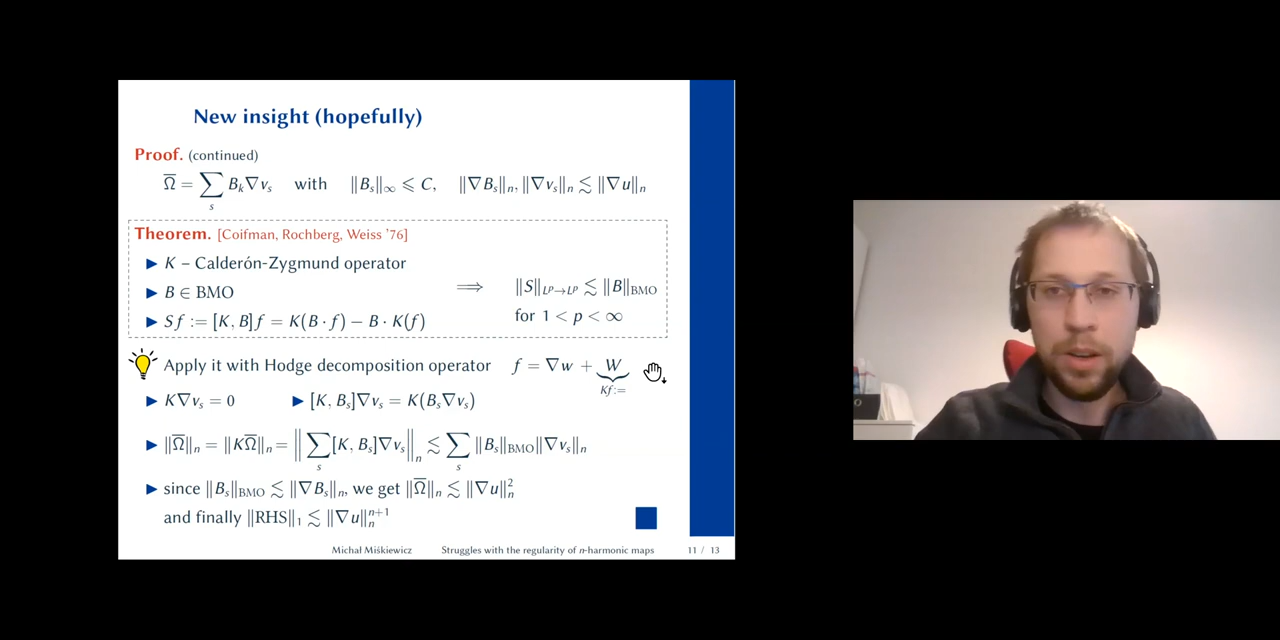 New insight (hopefully)
Proof. (continued)
Ω̅ = ∑_s B_k∇v_s with ‖B_s‖_∞ ⩽ C, ‖∇B_s‖_n, ‖∇v_s‖_n ≲ ‖∇u‖_n
Theorem. [Coifman, Rochberg, Weiss ’76]
▶ K – Calderón-Zygmund operator
▶ B ∈ BMO
▶ Sf := [K, B]f = K(B · f) − B · K(f)
⟹ ‖S‖_{L^p→L^p} ≲ ‖B‖_BMO
for 1 < p < ∞
Apply it with Hodge decomposition operator f = ∇w + W
Kf:=
▶ K∇v_s = 0 ▶ [K, B_s]∇v_s = K(B_s∇v_s)
▶ ‖Ω̅‖_n = ‖KΩ̅‖_n = ‖∑_s [K, B_s]∇v_s‖_n ≲ ∑_s ‖B_s‖_BMO‖∇v_s‖_n
▶ since ‖B_s‖_BMO ≲ ‖∇B_s‖_n, we get ‖Ω̅‖_n ≲ ‖∇u‖_n^2
and finally ‖RHS‖_1 ≲ ‖∇u‖_n^{n+1}
Michał Miśkiewicz Struggles with the regularity of n-harmonic maps 11 / 13